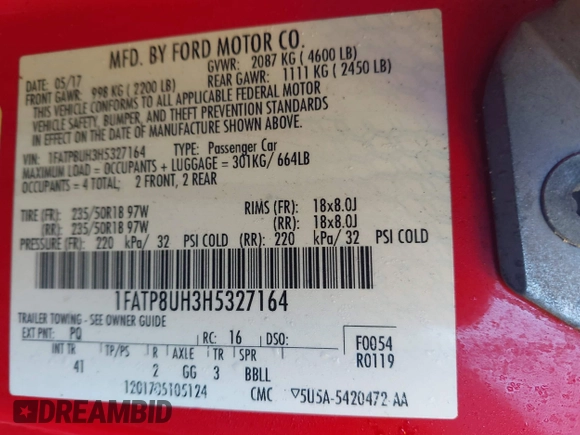 MFD. BY FORD MOTOR CO.
DATE: 05/17 GVWR: 2087 KG (4600 LB)
FRONT GAWR: 998 KG (2200 LB) REAR GAWR: 1111 KG (2450 LB)
THIS VEHICLE CONFORMS TO ALL APPLICABLE FEDERAL MOTOR
VEHICLE SAFETY, BUMPER, AND THEFT PREVENTION STANDARDS
IN EFFECT ON THE DATE OF MANUFACTURE SHOWN ABOVE.
VIN: 1FATP8UH3H5327164 TYPE: Passenger Car
MAXIMUM LOAD = OCCUPANTS + LUGGAGE = 301KG/ 664LB
OCCUPANTS = 4 TOTAL; 2 FRONT, 2 REAR
TIRE (FR): 235/50R18 97W RIMS (FR): 18x8.0J
(RR): 235/50R18 97W (RR): 18x8.0J
PRESSURE (FR): 220 kPa/ 32 PSI COLD (RR): 220 kPa/ 32 PSI COLD
1FATP8UH3H5327164
TRAILER TOWING - SEE OWNER GUIDE
EXT PNT: PQ RC: 16 DSO: F0054
R0119
INT TR TP/PS R AXLE TR SPR
41 2 GG 3 BBLL
CMC ▽5U5A-5420472 AA
DREAMBID